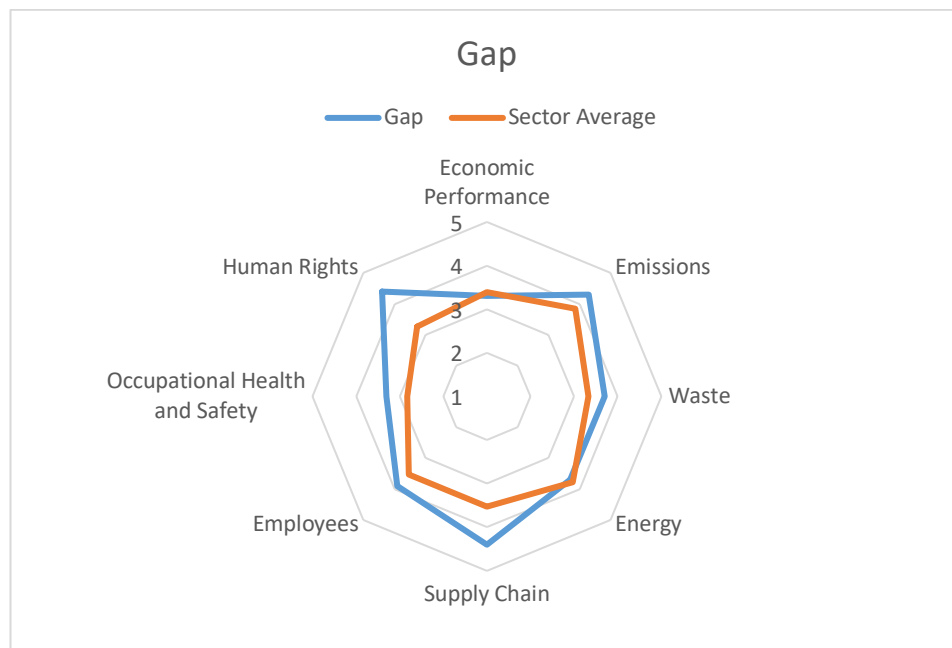 Gap
Gap
Sector Average
Economic
Performance
5
4
3
2
1
Human Rights
Emissions
Occupational Health
and Safety
Waste
Employees
Energy
Supply Chain